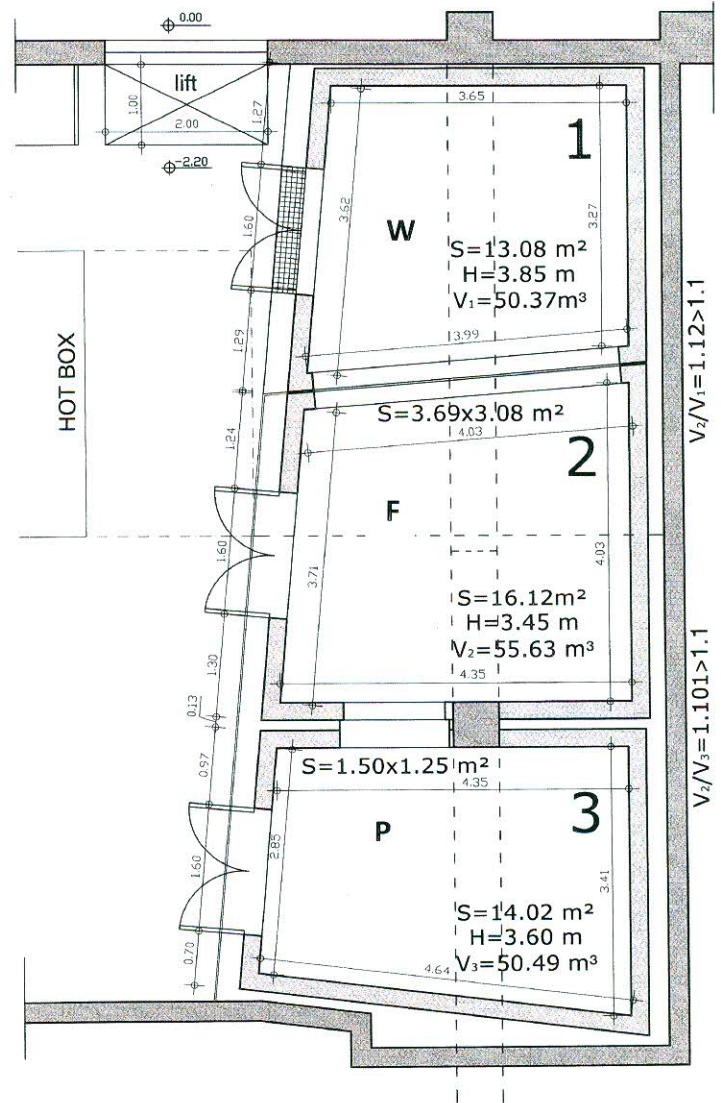 0.00
lift
1.00
2.00
1.27
-2.20
3.65
1
3.62
W
3.27
1.60
S=13.08 m²
H=3.85 m
V₁=50.37m³
3.99
1.29
HOT BOX
V₂/V₁=1.12>1.1
S=3.69x3.08 m²
4.03
2
1.24
F
1.60
3.71
4.03
S=16.12m²
H=3.45 m
V₂=55.63 m³
4.35
1.30
0.13
V₂/V₃=1.101>1.1
S=1.50x1.25 m²
4.35
0.97
3
P
2.85
1.60
3.41
S=14.02 m²
H=3.60 m
V₃=50.49 m³
4.64
0.70